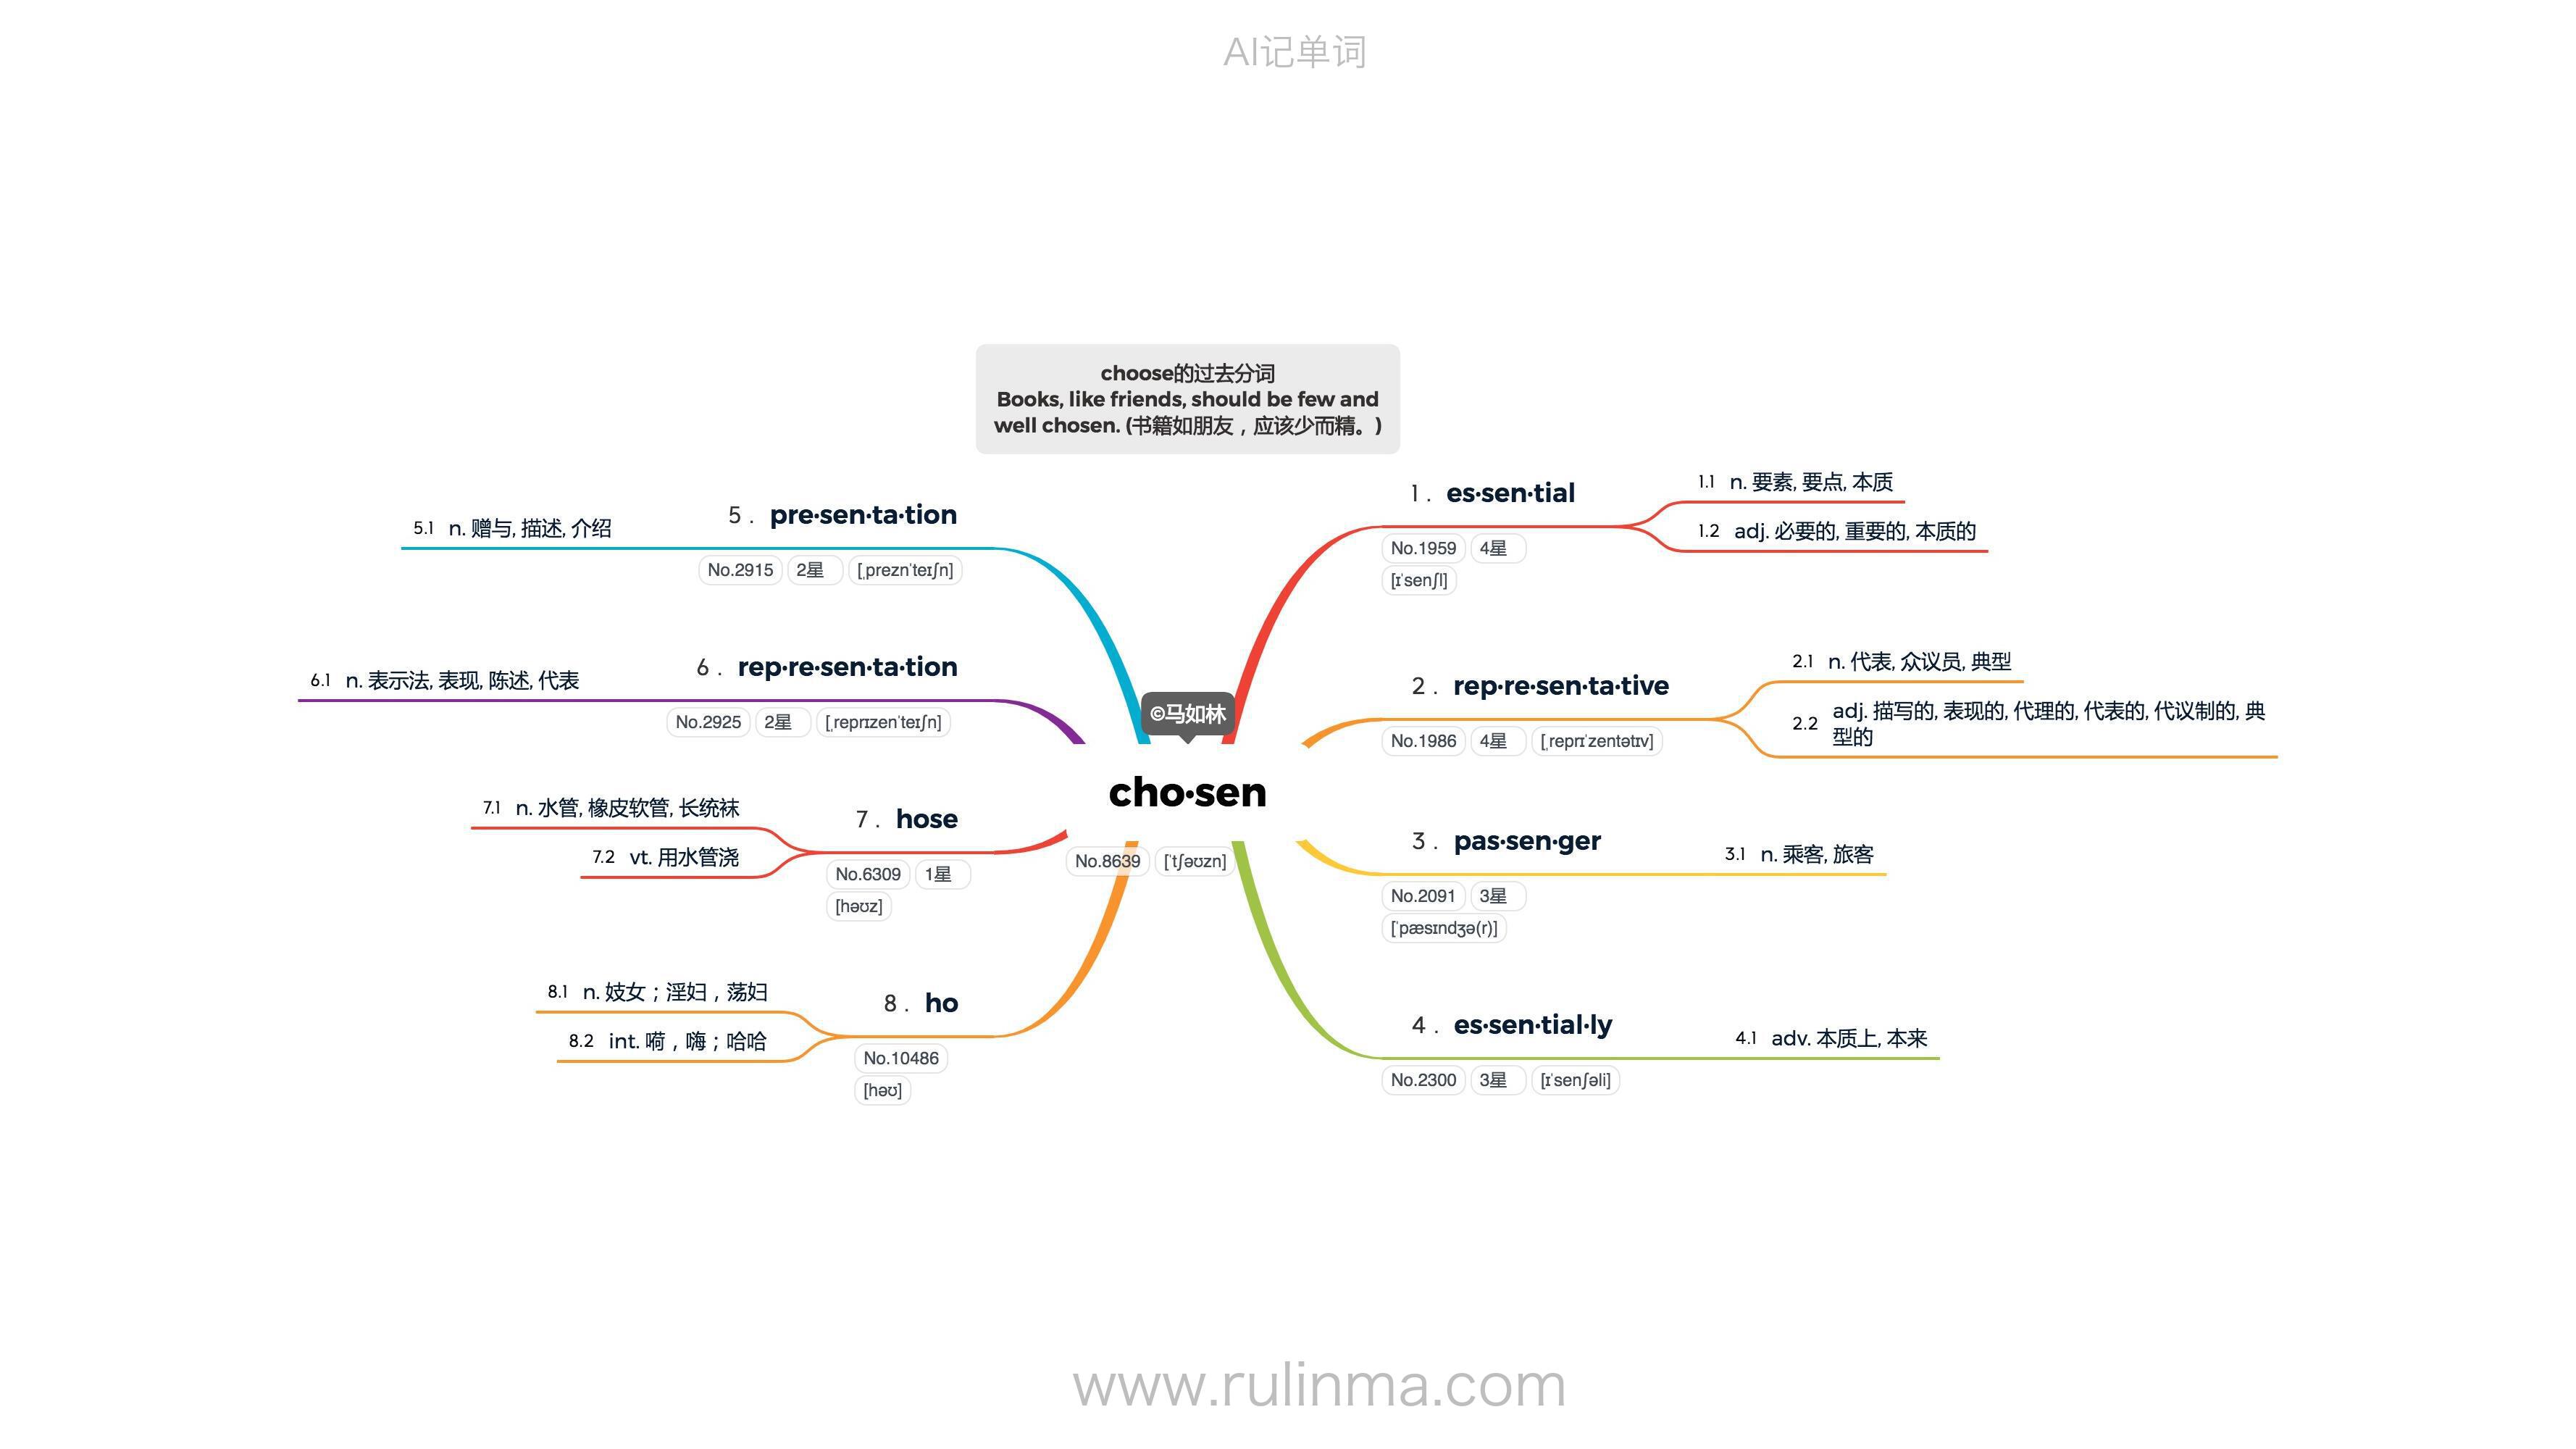 AI记单词
choose的过去分词
Books, like friends, should be few and
well chosen. (书籍如朋友，应该少而精。)
©马如林
cho·sen
No.8639 [ˈtʃəʊzn]
1. es·sen·tial
No.1959 4星
[ɪˈsenʃl]
1.1 n. 要素, 要点, 本质
1.2 adj. 必要的, 重要的, 本质的
2. rep·re·sen·ta·tive
No.1986 4星 [ˌreprɪˈzentətɪv]
2.1 n. 代表, 众议员, 典型
2.2 adj. 描写的, 表现的, 代理的, 代表的, 代议制的, 典
型的
3. pas·sen·ger
No.2091 3星
[ˈpæsɪndʒə(r)]
3.1 n. 乘客, 旅客
4. es·sen·tial·ly
No.2300 3星 [ɪˈsenʃəli]
4.1 adv. 本质上, 本来
5. pre·sen·ta·tion
No.2915 2星 [ˌpreznˈteɪʃn]
5.1 n. 赠与, 描述, 介绍
6. rep·re·sen·ta·tion
No.2925 2星 [ˌreprɪzenˈteɪʃn]
6.1 n. 表示法, 表现, 陈述, 代表
7. hose
No.6309 1星
[həʊz]
7.1 n. 水管, 橡皮软管, 长统袜
7.2 vt. 用水管浇
8. ho
No.10486
[həʊ]
8.1 n. 妓女；淫妇，荡妇
8.2 int. 嗬，嗨；哈哈
www.rulinma.com